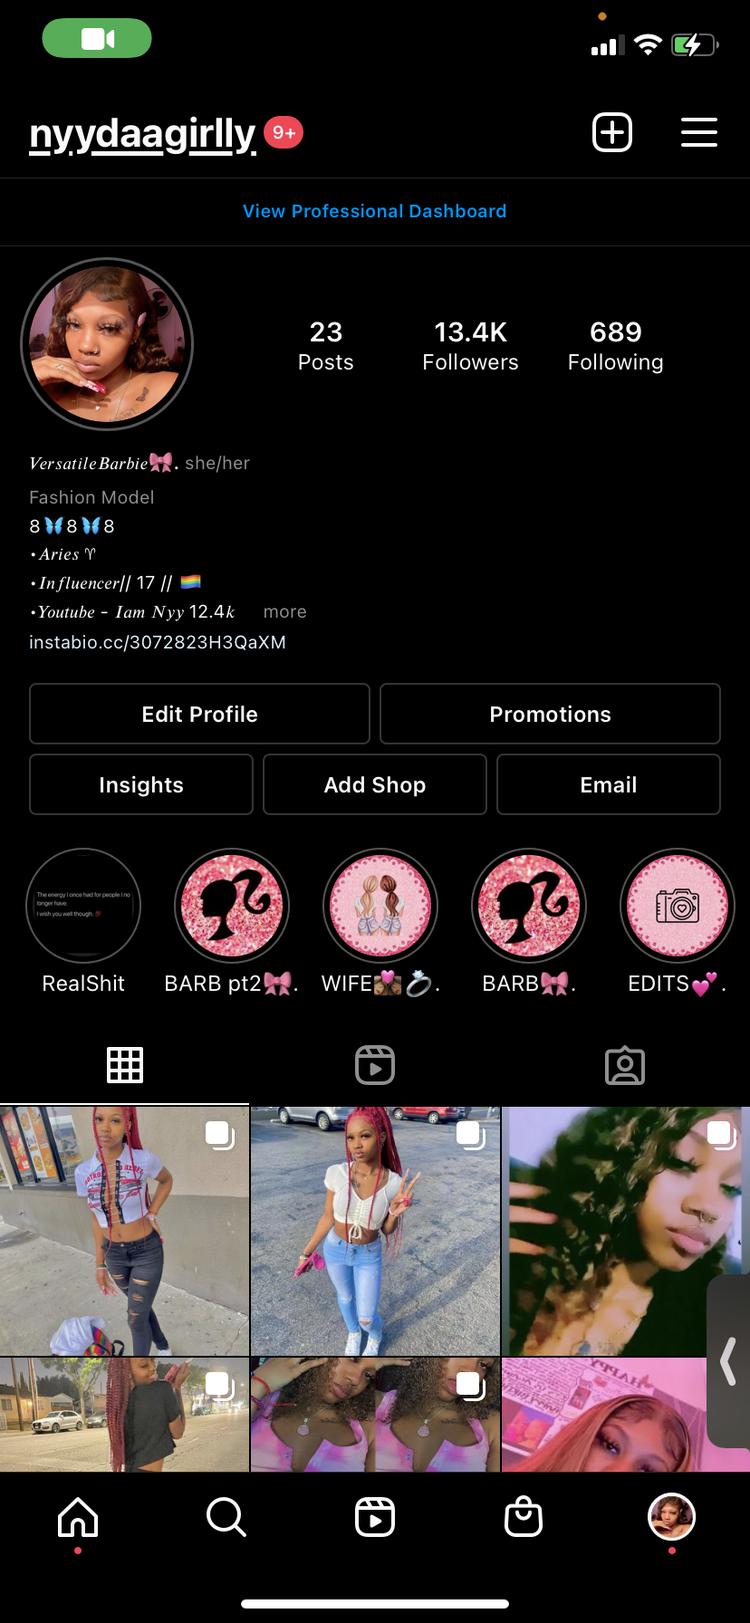 nyydaagirlly 9+
View Professional Dashboard
23 13.4K 689
Posts Followers Following
VersatileBarbie🎀. she/her
Fashion Model
8🦋8🦋8
•Aries ♈︎
•Influencer// 17 // 🏳️‍🌈
•Youtube - Iam Nyy 12.4k more
instabio.cc/3072823H3QaXM
Edit Profile Promotions
Insights Add Shop Email
The energy I once had for people I no
longer have.
I wish you well though.
RealShit BARB pt2🎀. WIFE👩🏾‍❤️‍💋‍👩🏾💍. BARB🎀. EDITS💕.
HAPPY